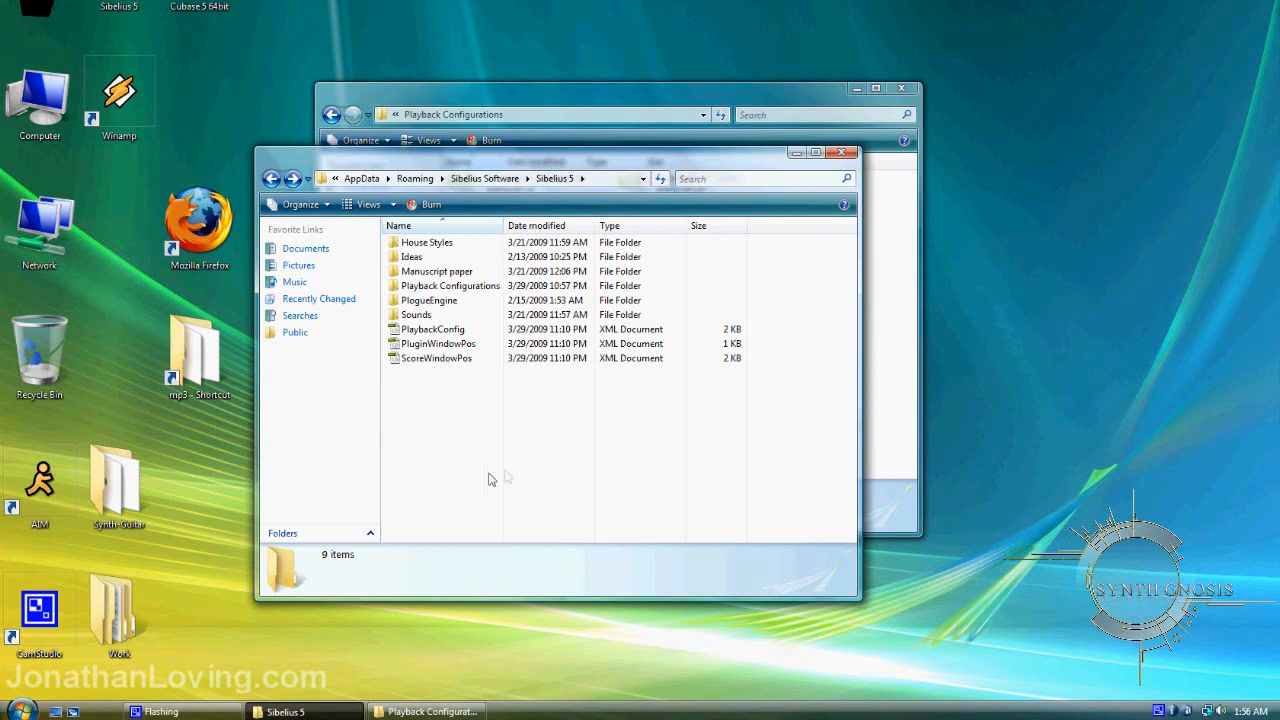 Sibelius 5
Cubase 5 64bit
Computer
Winamp
Network
Mozilla Firefox
Recycle Bin
mp3 - Shortcut
AIM
Synth-Guitar
CamStudio
Work
JonathanLoving.com
SYNTH GNOSIS
« Playback Configurations
Search
Organize Views Burn
« AppData Roaming Sibelius Software Sibelius 5
Search
Organize Views Burn
Favorite Links
Documents
Pictures
Music
Recently Changed
Searches
Public
Folders
Name Date modified Type Size
House Styles 3/21/2009 11:59 AM File Folder
Ideas 2/13/2009 10:25 PM File Folder
Manuscript paper 3/21/2009 12:06 PM File Folder
Playback Configurations 3/29/2009 10:57 PM File Folder
PlogueEngine 2/15/2009 1:53 AM File Folder
Sounds 3/21/2009 11:57 AM File Folder
PlaybackConfig 3/29/2009 11:10 PM XML Document 2 KB
PluginWindowPos 3/29/2009 11:10 PM XML Document 1 KB
ScoreWindowPos 3/29/2009 11:10 PM XML Document 2 KB
9 items
Flashing
Sibelius 5
Playback Configurat...
1:56 AM